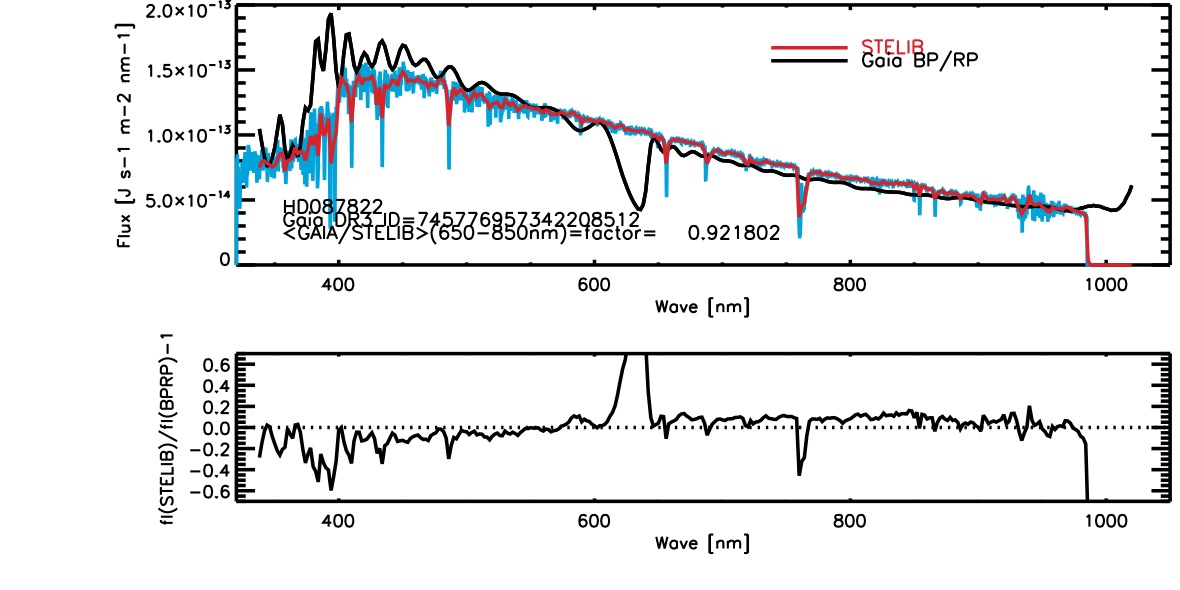 2.0×10−13
1.5×10−13
1.0×10−13
5.0×10−14
0
Flux [J s−1 m−2 nm−1]
STELIB
Gaia BP/RP
HD087822
Gaia DR3 ID=745776957342208512
<GAIA/STELIB>(650−850nm)=factor= 0.921802
400 600 800 1000
Wave [nm]
fl(STELIB)/fl(BPRP)−1
0.6
0.4
0.2
0.0
−0.2
−0.4
−0.6
400 600 800 1000
Wave [nm]